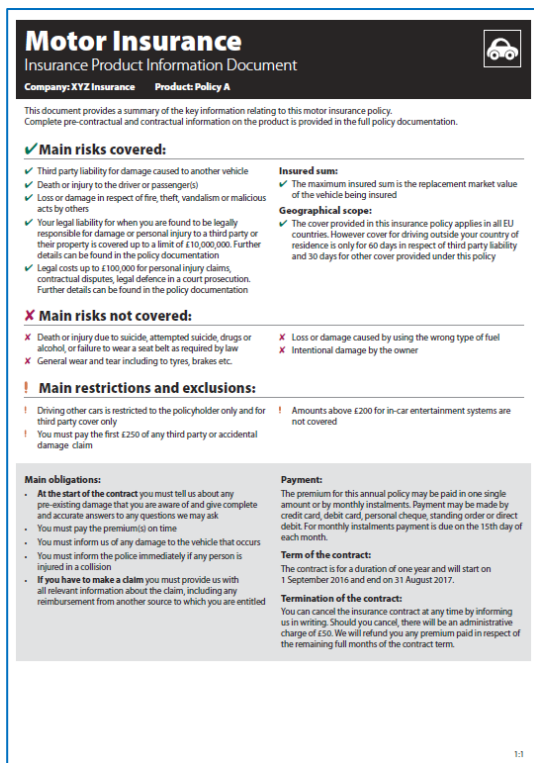 Motor Insurance
Insurance Product Information Document
Company: XYZ Insurance Product: Policy A
This document provides a summary of the key information relating to this motor insurance policy.
Complete pre-contractual and contractual information on the product is provided in the full policy documentation.
✔Main risks covered:
✔ Third party liability for damage caused to another vehicle
✔ Death or injury to the driver or passenger(s)
✔ Loss or damage in respect of fire, theft, vandalism or malicious
acts by others
✔ Your legal liability for when you are found to be legally
responsible for damage or personal injury to a third party or
their property is covered up to a limit of £10,000,000. Further
details can be found in the policy documentation
✔ Legal costs up to £100,000 for personal injury claims,
contractual disputes, legal defence in a court prosecution.
Further details can be found in the policy documentation
Insured sum:
✔ The maximum insured sum is the replacement market value
of the vehicle being insured
Geographical scope:
✔ The cover provided in this insurance policy applies in all EU
countries. However cover for driving outside your country of
residence is only for 60 days in respect of third party liability
and 30 days for other cover provided under this policy
✘ Main risks not covered:
✘ Death or injury due to suicide, attempted suicide, drugs or
alcohol, or failure to wear a seat belt as required by law
✘ General wear and tear including to tyres, brakes etc.
✘ Loss or damage caused by using the wrong type of fuel
✘ Intentional damage by the owner
! Main restrictions and exclusions:
! Driving other cars is restricted to the policyholder only and for
third party cover only
! You must pay the first £250 of any third party or accidental
damage claim
! Amounts above £200 for in-car entertainment systems are
not covered
Main obligations:
• At the start of the contract you must tell us about any
pre-existing damage that you are aware of and give complete
and accurate answers to any questions we may ask
• You must pay the premium(s) on time
• You must inform us of any damage to the vehicle that occurs
• You must inform the police immediately if any person is
injured in a collision
• If you have to make a claim you must provide us with
all relevant information about the claim, including any
reimbursement from another source to which you are entitled
Payment:
The premium for this annual policy may be paid in one single
amount or by monthly instalments. Payment may be made by
credit card, debit card, personal cheque, standing order or direct
debit. For monthly instalments payment is due on the 15th day of
each month.
Term of the contract:
The contract is for a duration of one year and will start on
1 September 2016 and end on 31 August 2017.
Termination of the contract:
You can cancel the insurance contract at any time by informing
us in writing. Should you cancel, there will be an administrative
charge of £50. We will refund you any premium paid in respect of
the remaining full months of the contract term.
1:1